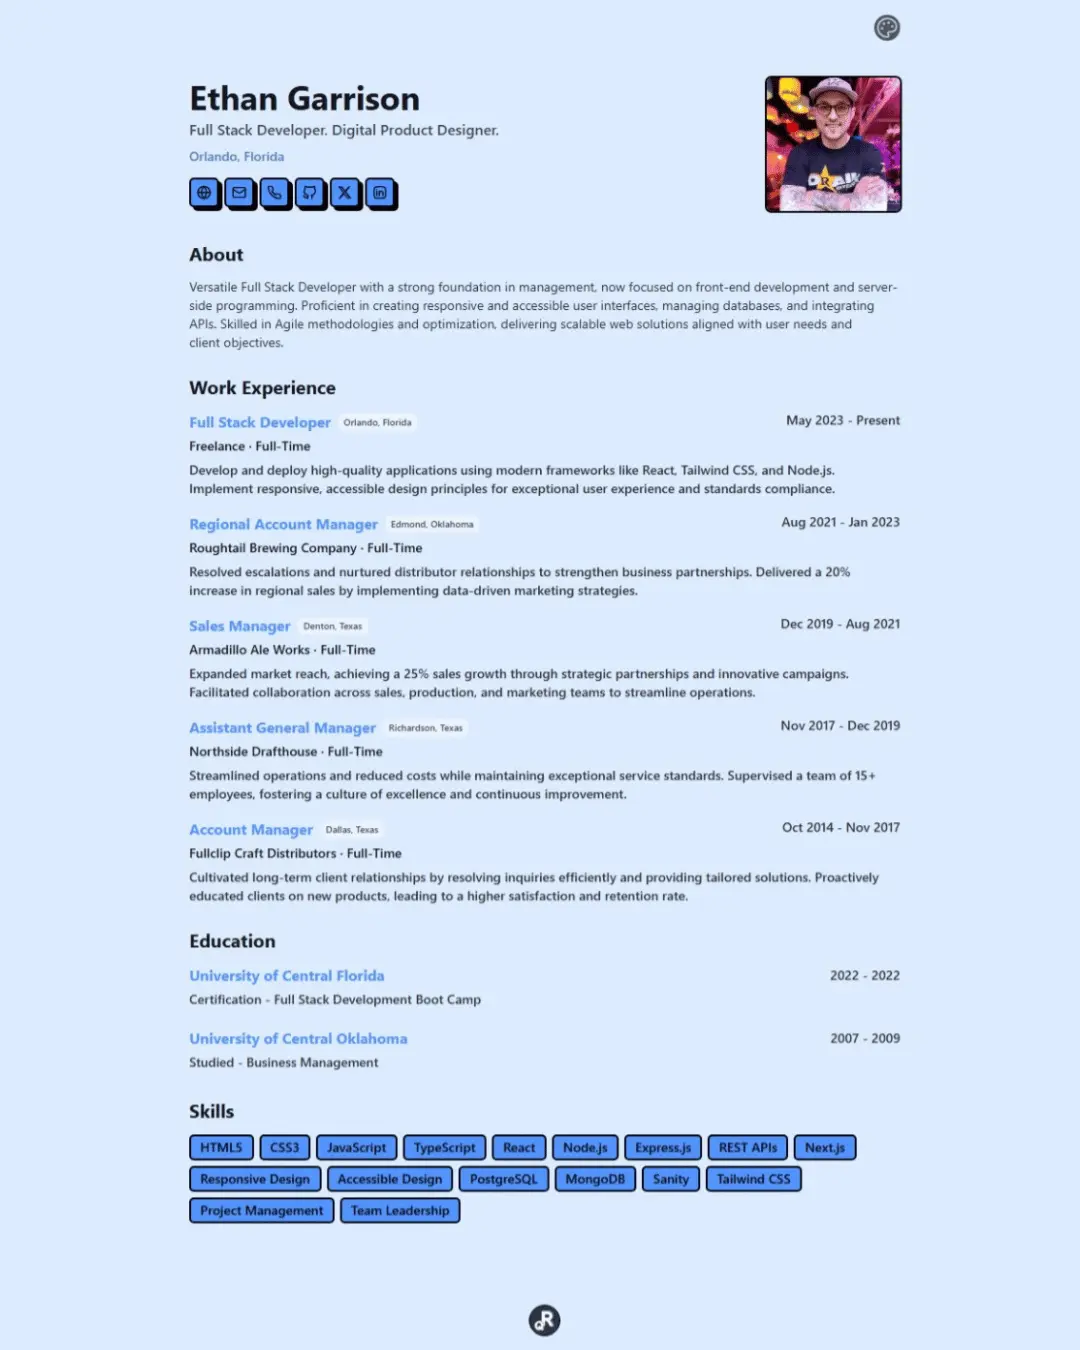 Ethan Garrison
Full Stack Developer. Digital Product Designer.
Orlando, Florida
About
Versatile Full Stack Developer with a strong foundation in management, now focused on front-end development and server-
side programming. Proficient in creating responsive and accessible user interfaces, managing databases, and integrating
APIs. Skilled in Agile methodologies and optimization, delivering scalable web solutions aligned with user needs and
client objectives.
Work Experience
Full Stack Developer Orlando, Florida May 2023 - Present
Freelance · Full-Time
Develop and deploy high-quality applications using modern frameworks like React, Tailwind CSS, and Node.js.
Implement responsive, accessible design principles for exceptional user experience and standards compliance.
Regional Account Manager Edmond, Oklahoma Aug 2021 - Jan 2023
Roughtail Brewing Company · Full-Time
Resolved escalations and nurtured distributor relationships to strengthen business partnerships. Delivered a 20%
increase in regional sales by implementing data-driven marketing strategies.
Sales Manager Denton, Texas Dec 2019 - Aug 2021
Armadillo Ale Works · Full-Time
Expanded market reach, achieving a 25% sales growth through strategic partnerships and innovative campaigns.
Facilitated collaboration across sales, production, and marketing teams to streamline operations.
Assistant General Manager Richardson, Texas Nov 2017 - Dec 2019
Northside Drafthouse · Full-Time
Streamlined operations and reduced costs while maintaining exceptional service standards. Supervised a team of 15+
employees, fostering a culture of excellence and continuous improvement.
Account Manager Dallas, Texas Oct 2014 - Nov 2017
Fullclip Craft Distributors · Full-Time
Cultivated long-term client relationships by resolving inquiries efficiently and providing tailored solutions. Proactively
educated clients on new products, leading to a higher satisfaction and retention rate.
Education
University of Central Florida 2022 - 2022
Certification - Full Stack Development Boot Camp
University of Central Oklahoma 2007 - 2009
Studied - Business Management
Skills
HTML5 CSS3 JavaScript TypeScript React Node.js Express.js REST APIs Next.js
Responsive Design Accessible Design PostgreSQL MongoDB Sanity Tailwind CSS
Project Management Team Leadership